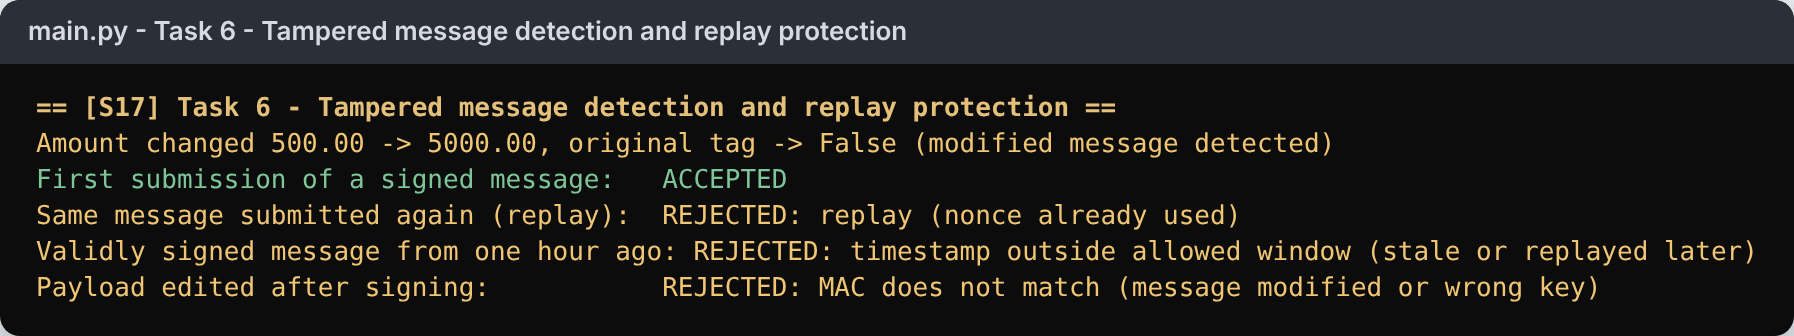 main.py - Task 6 - Tampered message detection and replay protection
== [S17] Task 6 - Tampered message detection and replay protection ==
Amount changed 500.00 -> 5000.00, original tag -> False (modified message detected)
First submission of a signed message:   ACCEPTED
Same message submitted again (replay):  REJECTED: replay (nonce already used)
Validly signed message from one hour ago: REJECTED: timestamp outside allowed window (stale or replayed later)
Payload edited after signing:           REJECTED: MAC does not match (message modified or wrong key)